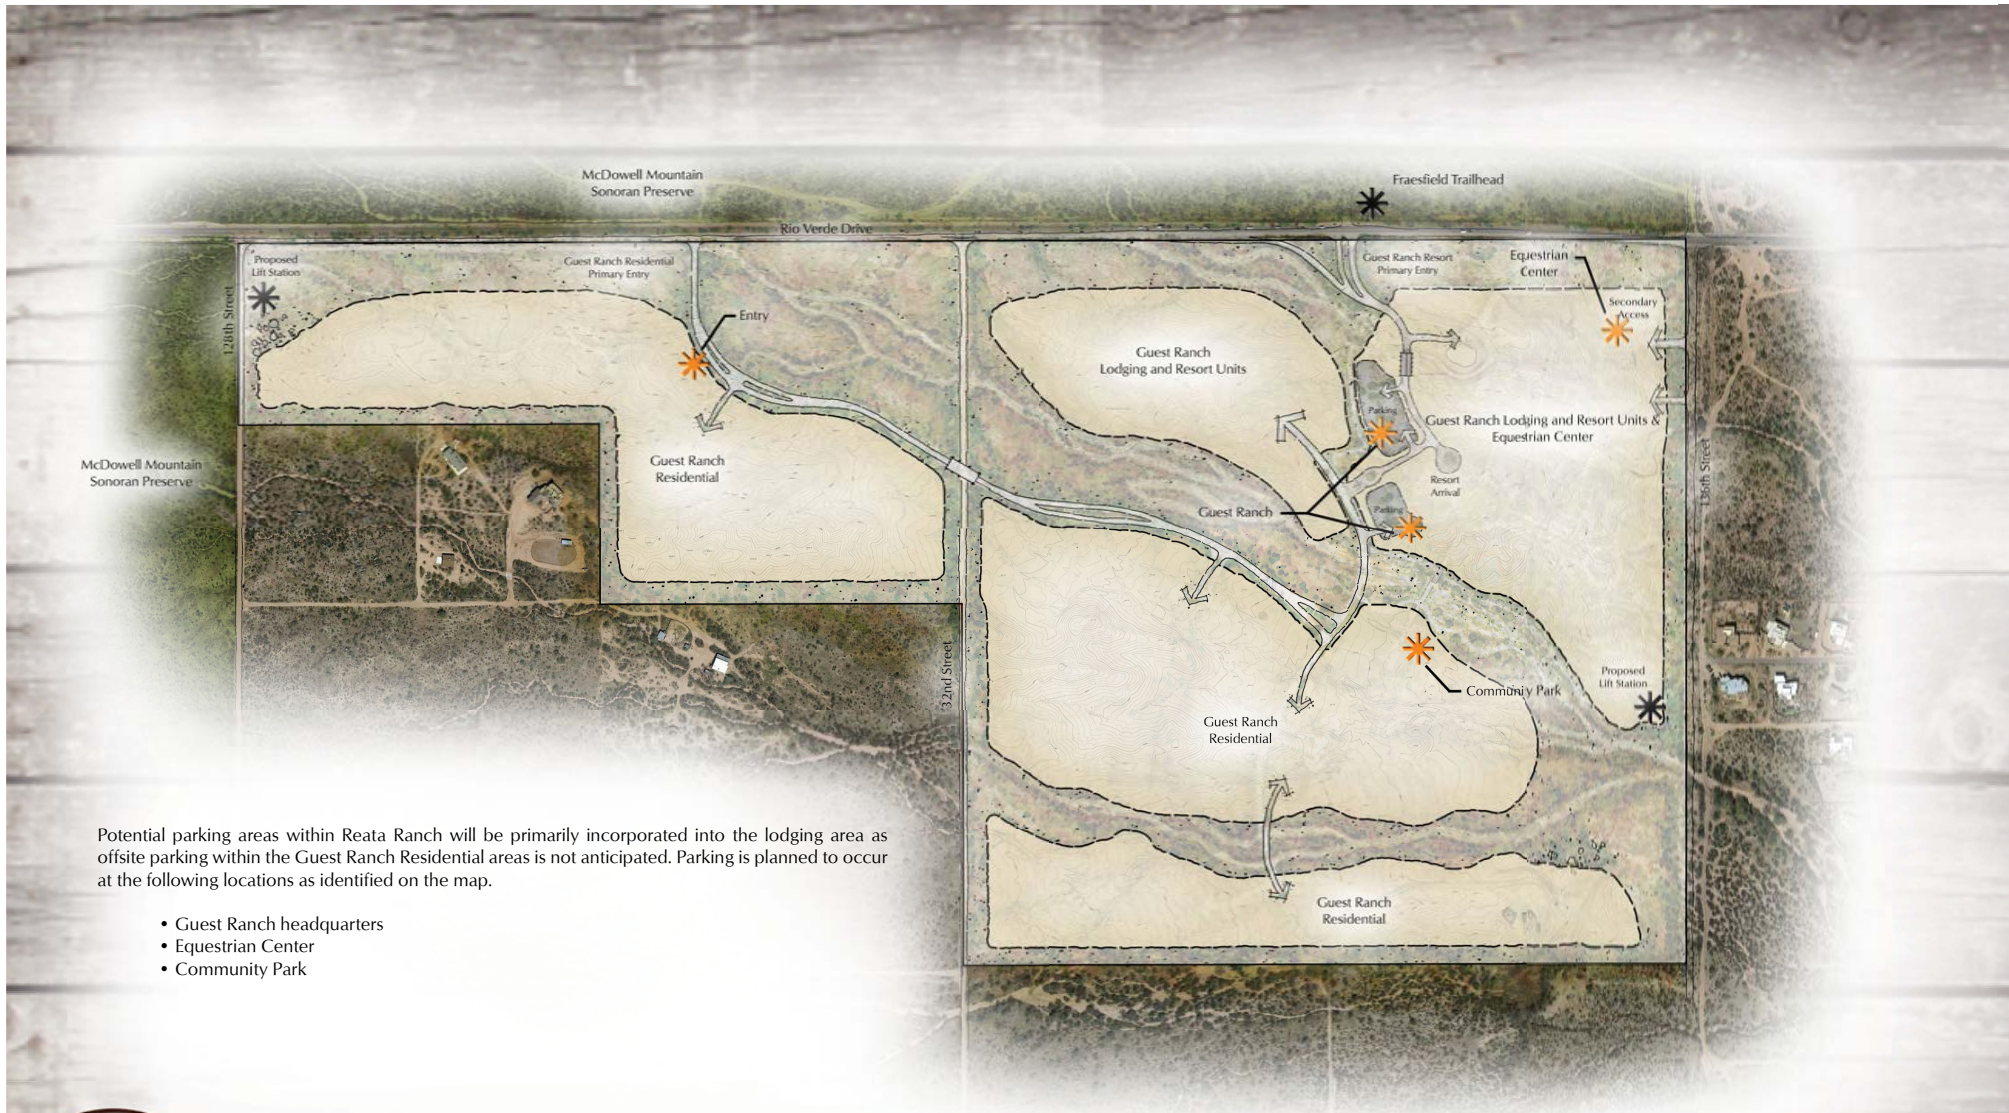 McDowell Mountain
Sonoran Preserve
Fraesfield Trailhead
Rio Verde Drive
Proposed
Lift Station
Guest Ranch Residential
Primary Entry
Guest Ranch Resort
Primary Entry
Equestrian
Center
Secondary
Access
128th Street
Entry
Guest Ranch
Lodging and Resort Units
Parking
Guest Ranch Lodging and Resort Units &
Equestrian Center
McDowell Mountain
Sonoran Preserve
Guest Ranch
Residential
136th Street
Resort
Arrival
Guest Ranch
Parking
32nd Street
Proposed
Lift Station
Community Park
Guest Ranch
Residential
Guest Ranch
Residential
Potential parking areas within Reata Ranch will be primarily incorporated into the lodging area as
offsite parking within the Guest Ranch Residential areas is not anticipated. Parking is planned to occur
at the following locations as identified on the map.
• Guest Ranch headquarters
• Equestrian Center
• Community Park